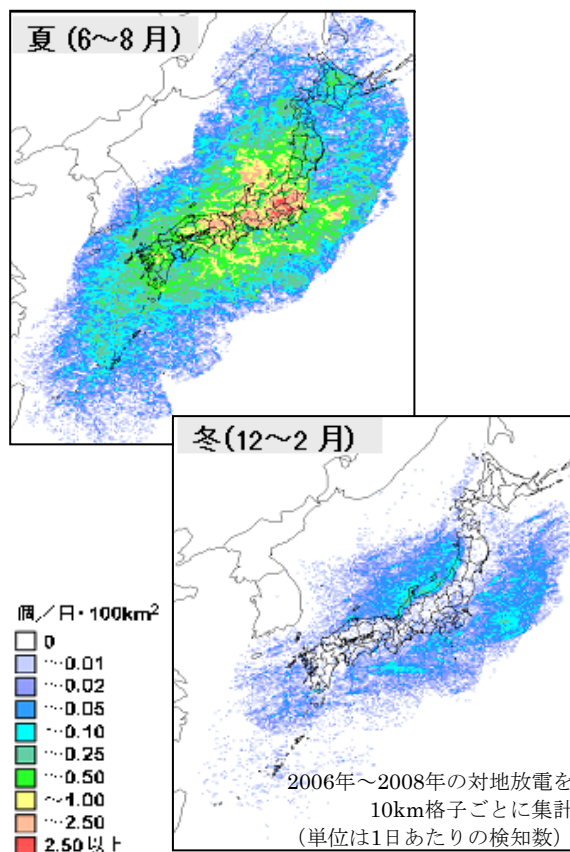 夏 (6～8 月)
冬(12～2 月)
個／日・100km²
0
…0.01
…0.02
…0.05
…0.10
…0.25
…0.50
～1.00
…2.50
2.50 以上
2006年～2008年の対地放電を
10km格子ごとに集計
（単位は1日あたりの検知数）